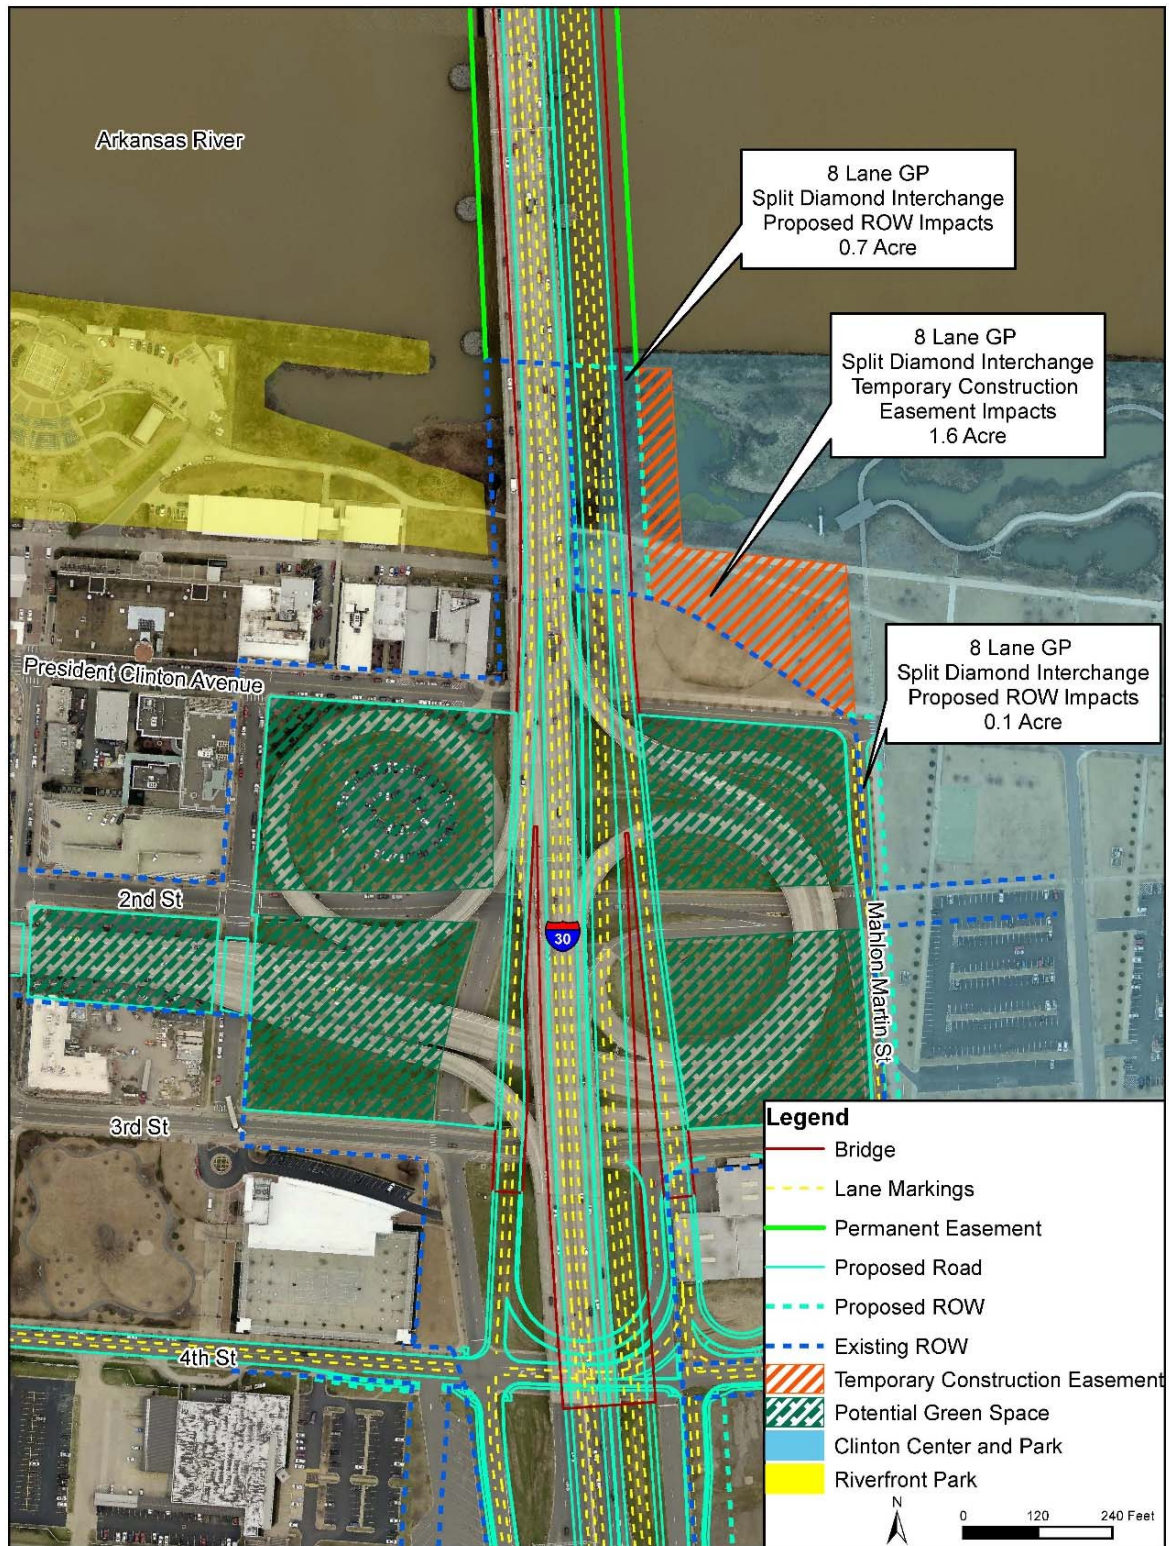 Arkansas River
8 Lane GP
Split Diamond Interchange
Proposed ROW Impacts
0.7 Acre
8 Lane GP
Split Diamond Interchange
Temporary Construction
Easement Impacts
1.6 Acre
8 Lane GP
Split Diamond Interchange
Proposed ROW Impacts
0.1 Acre
President Clinton Avenue
2nd St
30
Mahlon Martin St
3rd St
4th St
Legend
Bridge
Lane Markings
Permanent Easement
Proposed Road
Proposed ROW
Existing ROW
Temporary Construction Easement
Potential Green Space
Clinton Center and Park
Riverfront Park
N
0 120 240 Feet